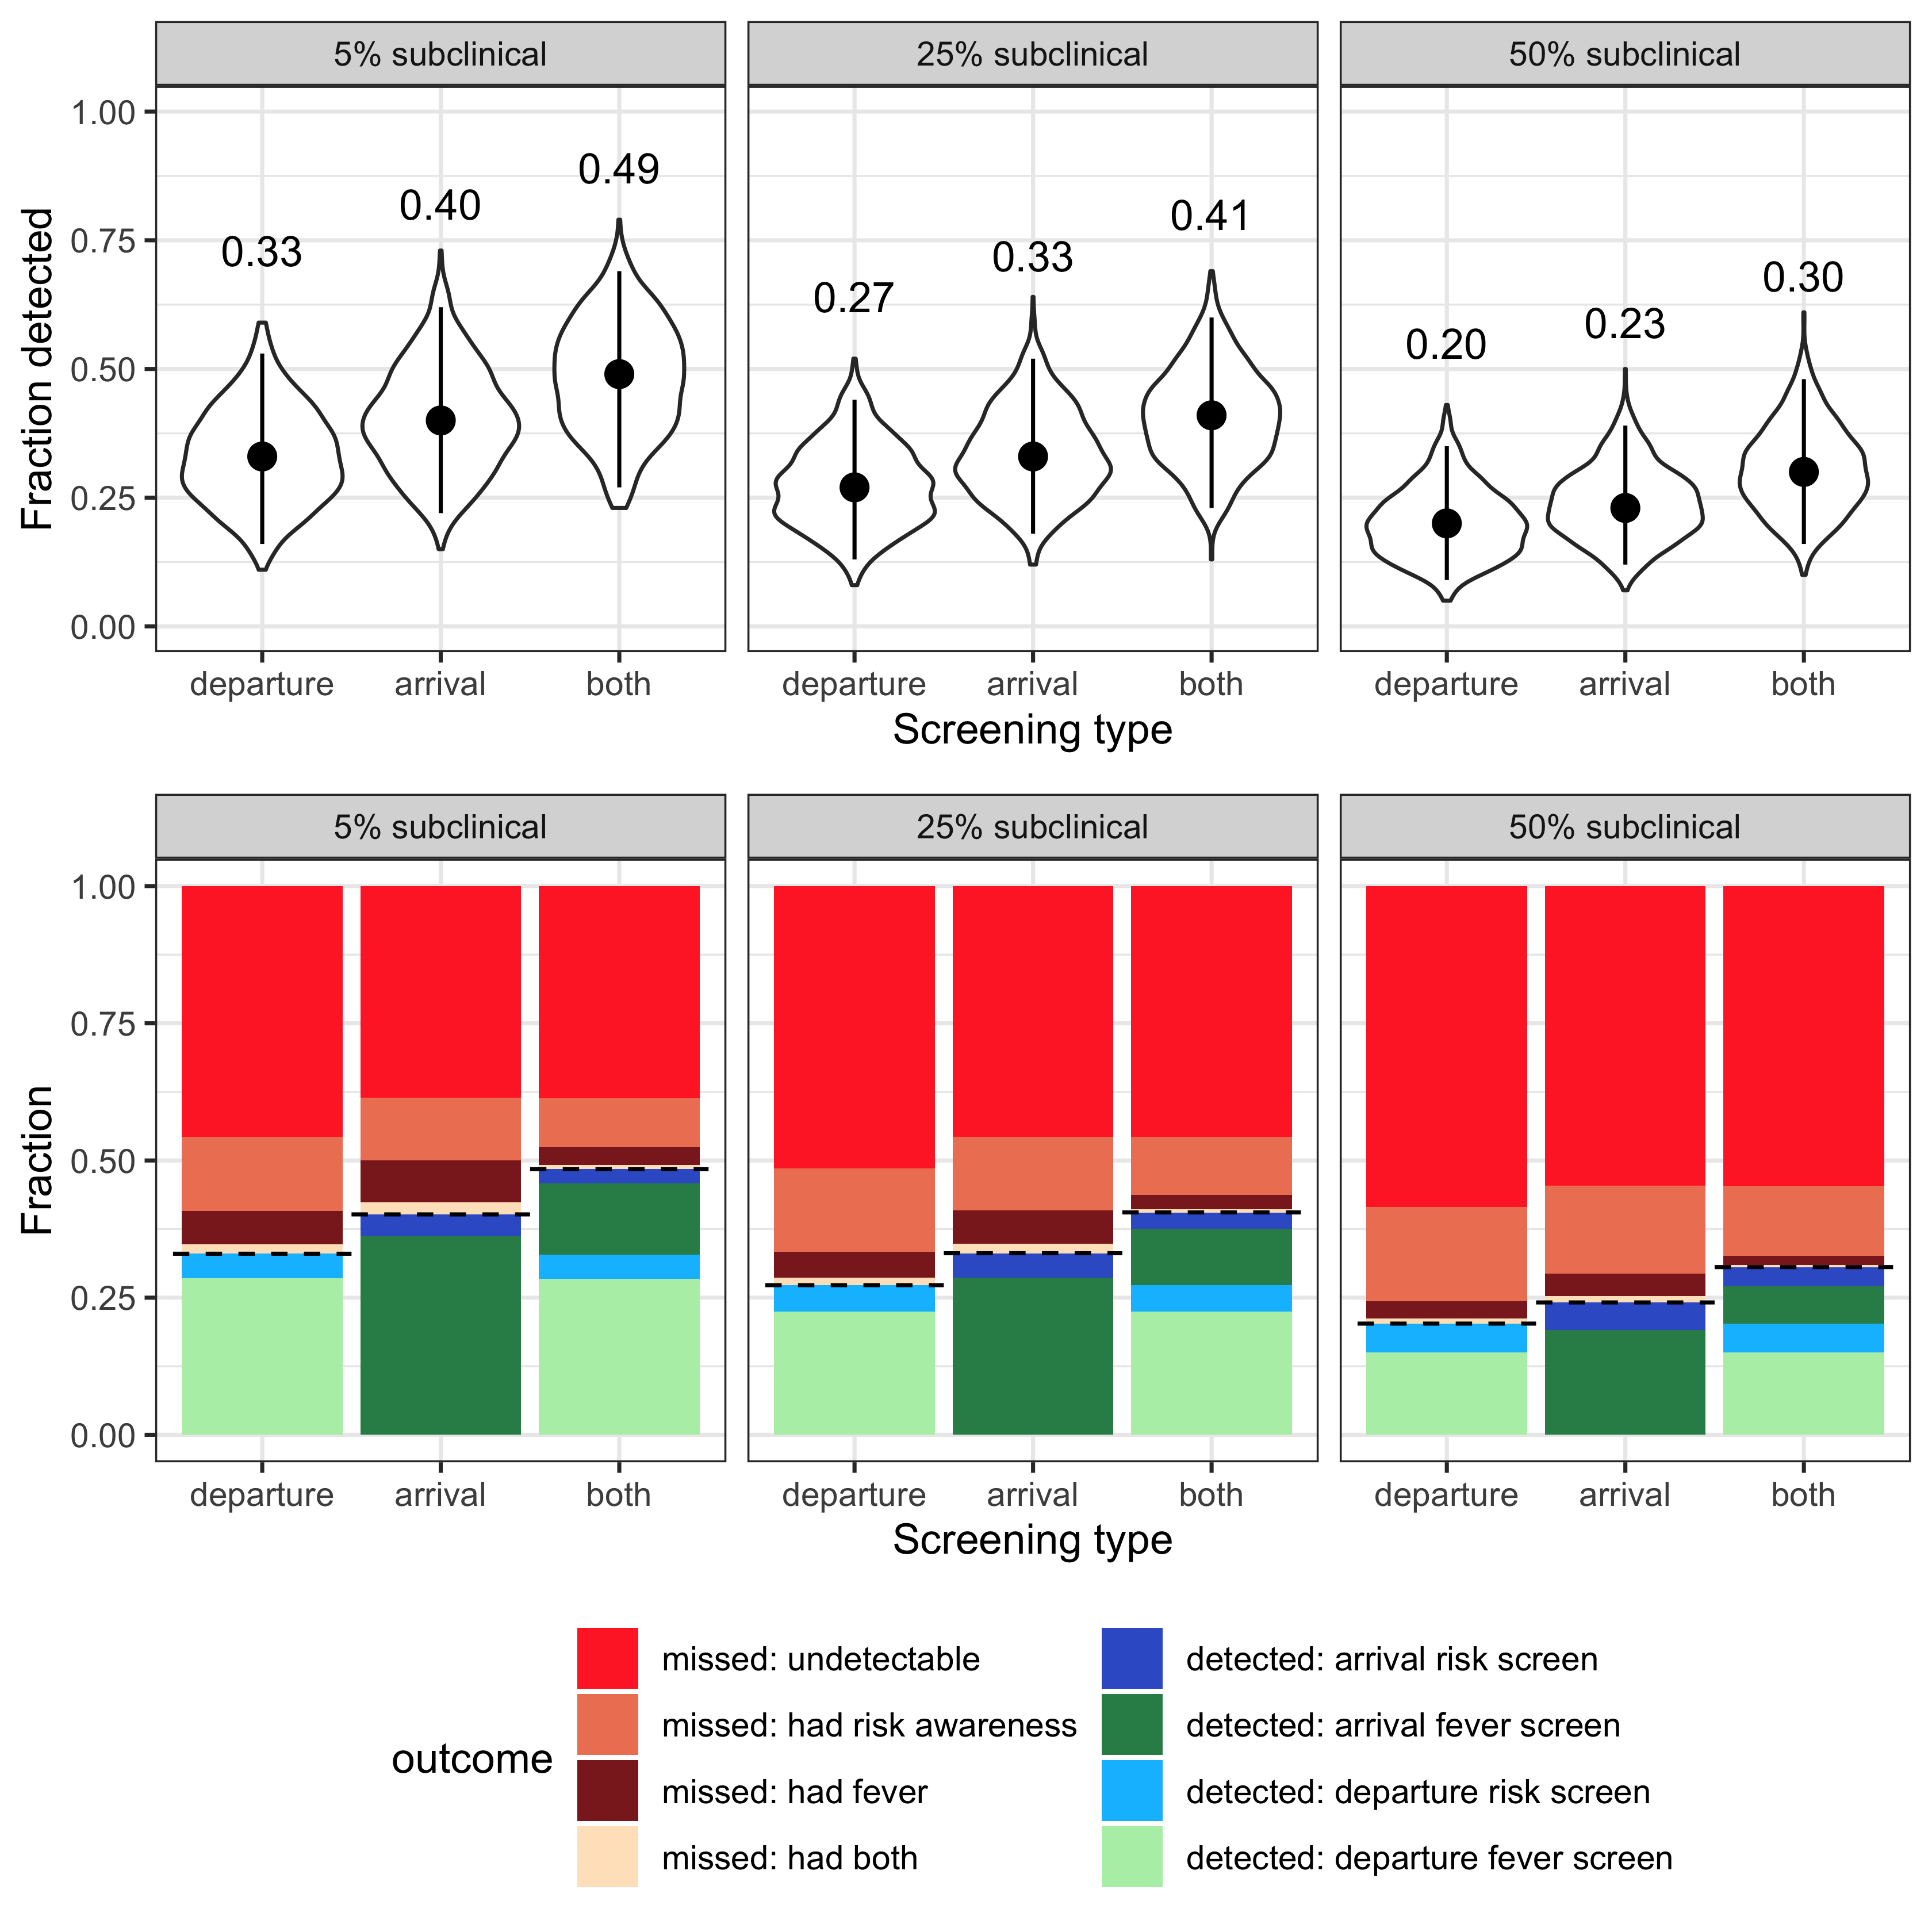 5% subclinical 25% subclinical 50% subclinical
1.00
0.75
0.50
0.25
0.00
Fraction detected
0.33 0.40 0.49
0.27 0.33 0.41
0.20 0.23 0.30
departure arrival both departure arrival both departure arrival both
Screening type
5% subclinical 25% subclinical 50% subclinical
1.00
0.75
0.50
0.25
0.00
Fraction
departure arrival both departure arrival both departure arrival both
Screening type
outcome
missed: undetectable
missed: had risk awareness
missed: had fever
missed: had both
detected: arrival risk screen
detected: arrival fever screen
detected: departure risk screen
detected: departure fever screen